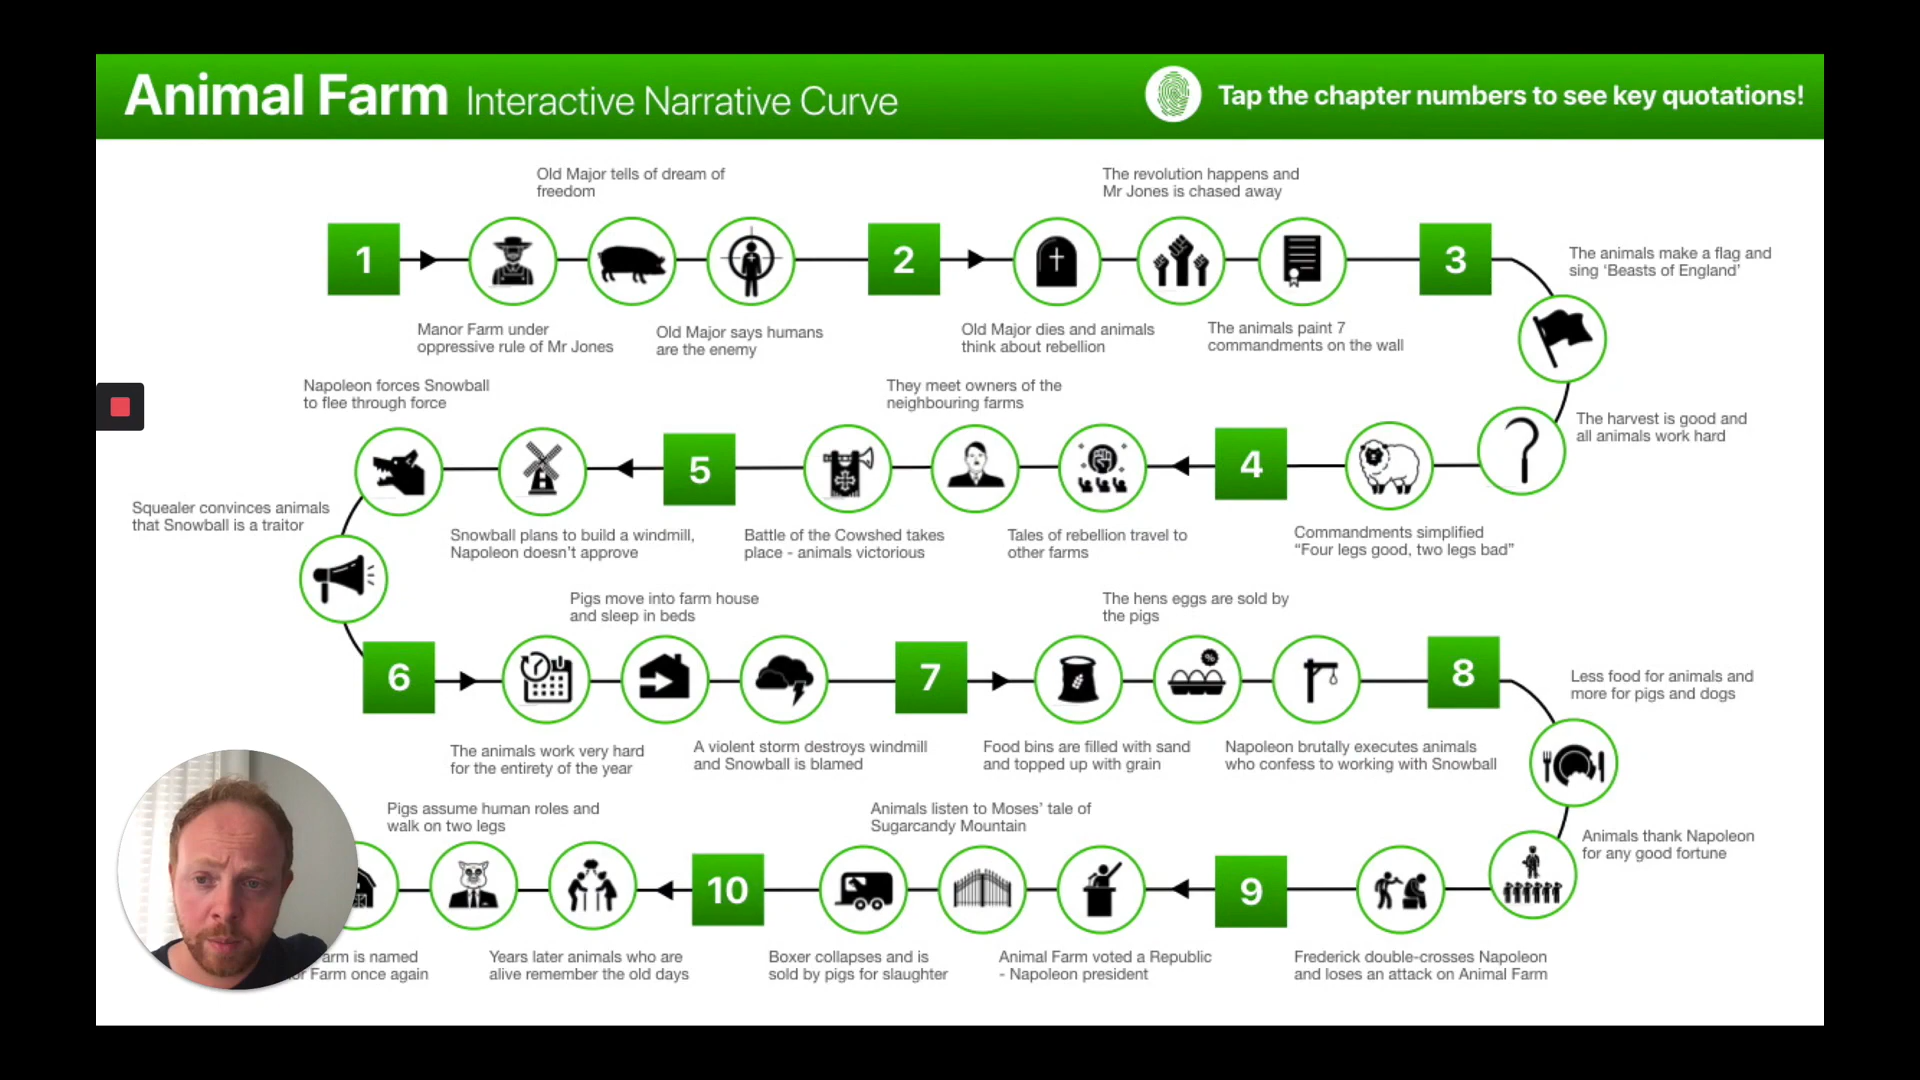 Animal Farm Interactive Narrative Curve
Tap the chapter numbers to see key quotations!
Old Major tells of dream of
freedom
The revolution happens and
Mr Jones is chased away
1
2
3
The animals make a flag and
sing ‘Beasts of England’
Manor Farm under
oppressive rule of Mr Jones
Old Major says humans
are the enemy
Old Major dies and animals
think about rebellion
The animals paint 7
commandments on the wall
The harvest is good and
all animals work hard
Napoleon forces Snowball
to flee through force
They meet owners of the
neighbouring farms
5
4
Squealer convinces animals
that Snowball is a traitor
Snowball plans to build a windmill,
Napoleon doesn’t approve
Battle of the Cowshed takes
place - animals victorious
Tales of rebellion travel to
other farms
Commandments simplified
“Four legs good, two legs bad”
Pigs move into farm house
and sleep in beds
The hens eggs are sold by
the pigs
6
7
%
8
Less food for animals and
more for pigs and dogs
The animals work very hard
for the entirety of the year
A violent storm destroys windmill
and Snowball is blamed
Food bins are filled with sand
and topped up with grain
Napoleon brutally executes animals
who confess to working with Snowball
Animals thank Napoleon
for any good fortune
Pigs assume human roles and
walk on two legs
Animals listen to Moses’ tale of
Sugarcandy Mountain
10
9
arm is named
Farm once again
Years later animals who are
alive remember the old days
Boxer collapses and is
sold by pigs for slaughter
Animal Farm voted a Republic
- Napoleon president
Frederick double-crosses Napoleon
and loses an attack on Animal Farm